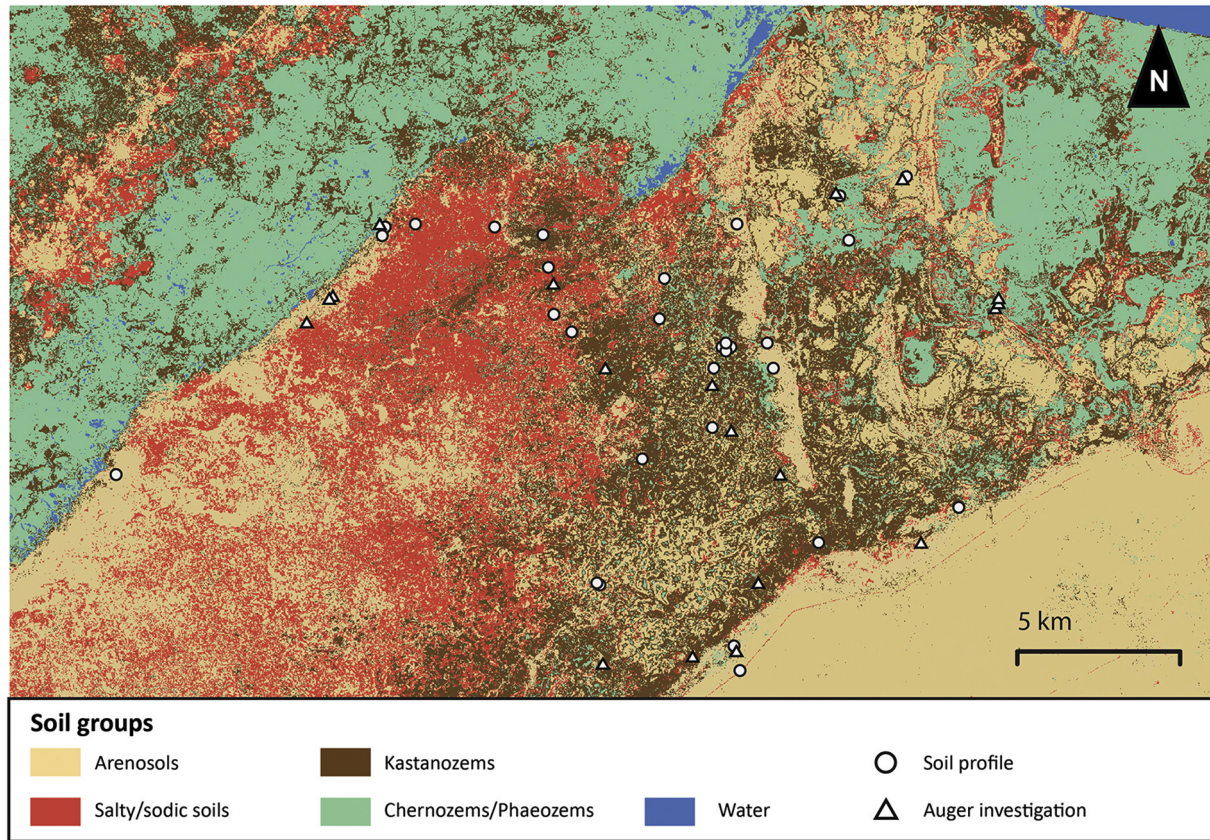 N
5 km
Soil groups
Arenosols
Kastanozems
Soil profile
Salty/sodic soils
Chernozems/Phaeozems
Water
Auger investigation